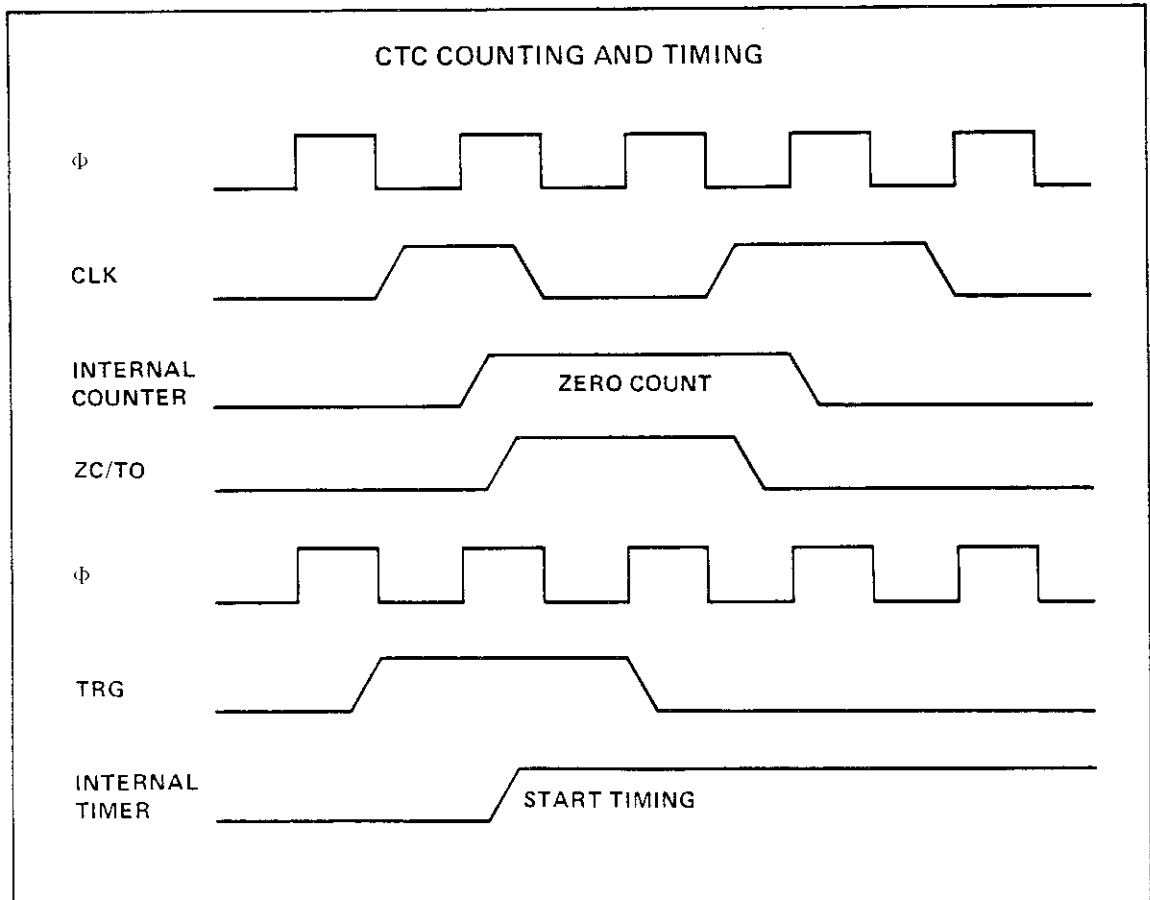 CTC COUNTING AND TIMING
Φ
CLK
INTERNAL
COUNTER
ZERO COUNT
ZC/TO
Φ
TRG
INTERNAL
TIMER
START TIMING